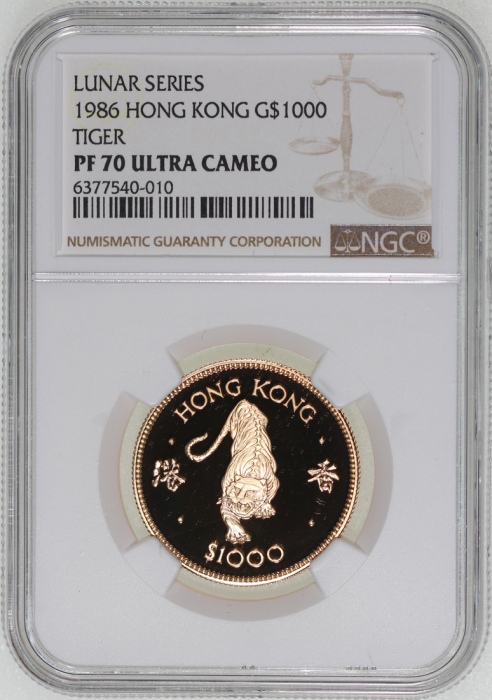 LUNAR SERIES
1986 HONG KONG G$1000
TIGER
PF 70 ULTRA CAMEO
6377540-010
NUMISMATIC GUARANTY CORPORATION
NGC®
HONG KONG
港 香
$1000